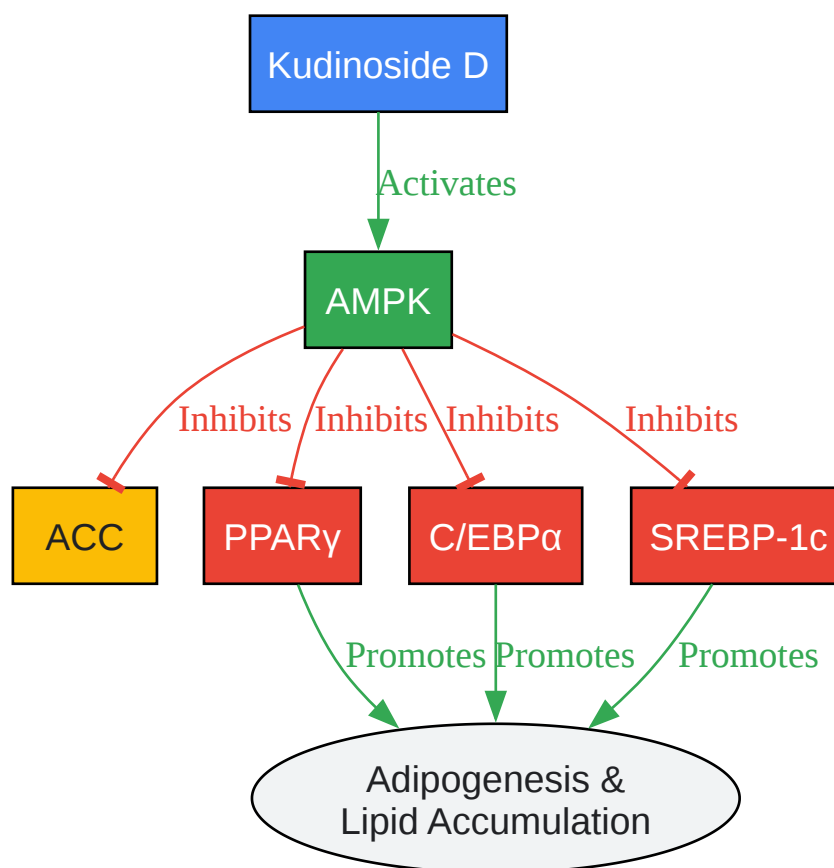 Kudinoside D
Activates
AMPK
Inhibits
Inhibits
Inhibits
Inhibits
ACC
PPARγ
C/EBPα
SREBP-1c
Promotes
Promotes
Promotes
Adipogenesis &
Lipid Accumulation